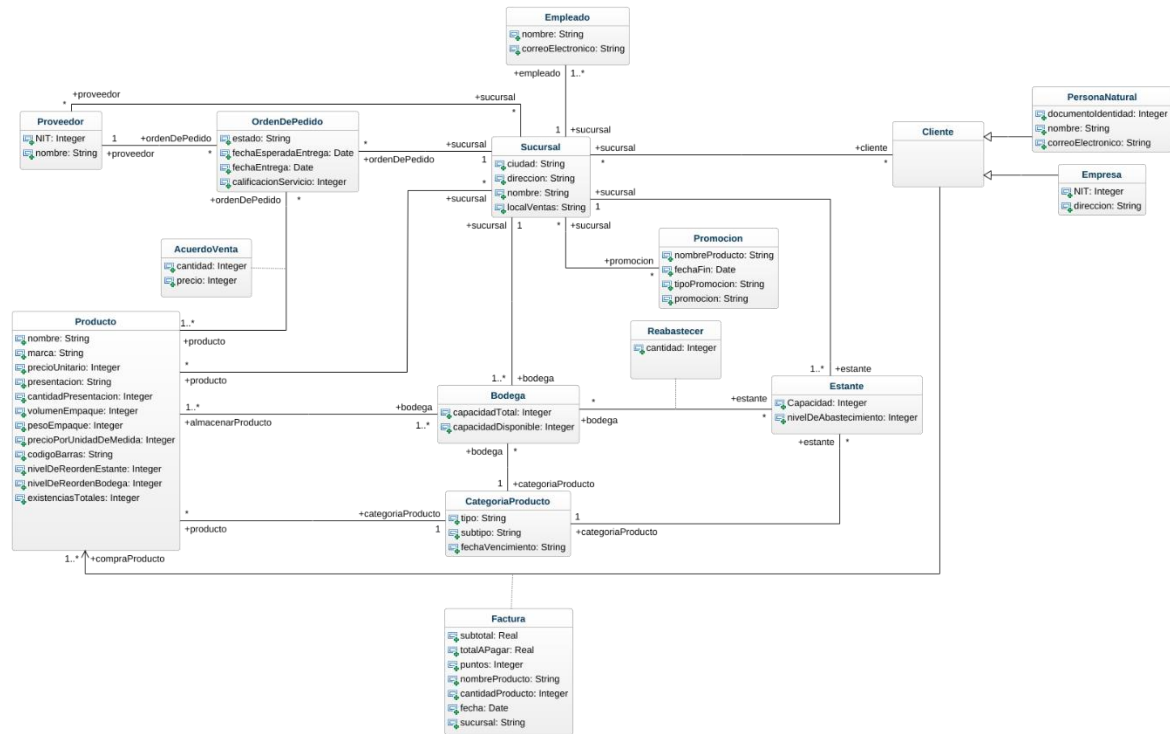 Empleado
nombre: String
correoElectronico: String
+empleado
1..*
1
+sucursal
+proveedor
*
+sucursal
*
Proveedor
NIT: Integer
nombre: String
1
+proveedor
+ordenDePedido
*
OrdenDePedido
estado: String
fechaEsperadaEntrega: Date
fechaEntrega: Date
calificacionServicio: Integer
*
+ordenDePedido
+sucursal
1
+ordenDePedido
*
Sucursal
ciudad: String
direccion: String
nombre: String
localVentas: String
*
+sucursal
+sucursal
*
+cliente
*
Cliente
PersonaNatural
documentoIdentidad: Integer
nombre: String
correoElectronico: String
Empresa
NIT: Integer
direccion: String
+sucursal
1
+sucursal
1
*
+sucursal
+promocion
*
Promocion
nombreProducto: String
fechaFin: Date
tipoPromocion: String
promocion: String
AcuerdoVenta
cantidad: Integer
precio: Integer
1..*
+producto
*
+producto
Producto
nombre: String
marca: String
precioUnitario: Integer
presentacion: String
cantidadPresentacion: Integer
volumenEmpaque: Integer
pesoEmpaque: Integer
precioPorUnidadDeMedida: Integer
codigoBarras: String
nivelDeReordenEstante: Integer
nivelDeReordenBodega: Integer
existenciasTotales: Integer
Reabastecer
cantidad: Integer
1..*
+bodega
1..*
+estante
1..*
+almacenarProducto
+bodega
1..*
Bodega
capacidadTotal: Integer
capacidadDisponible: Integer
*
+bodega
+estante
*
Estante
Capacidad: Integer
nivelDeAbastecimiento: Integer
+bodega
*
+estante
*
1
+categoriaProducto
*
+producto
+categoriaProducto
1
CategoriaProducto
tipo: String
subtipo: String
fechaVencimiento: String
1
+categoriaProducto
1..*
+compraProducto
Factura
subtotal: Real
totalAPagar: Real
puntos: Integer
nombreProducto: String
cantidadProducto: Integer
fecha: Date
sucursal: String